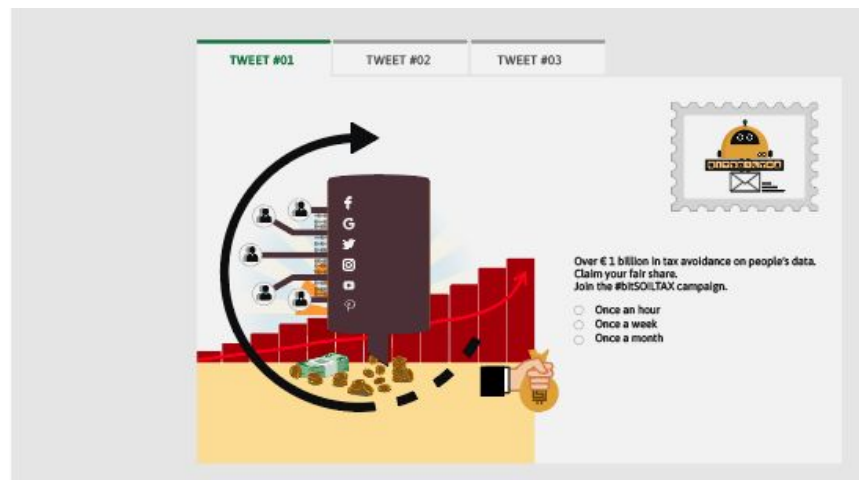 TWEET #01
TWEET #02
TWEET #03
Over € 1 billion in tax avoidance on people's data.
Claim your fair share.
Join the #bitSOILTAX campaign.
Once an hour
Once a week
Once a month